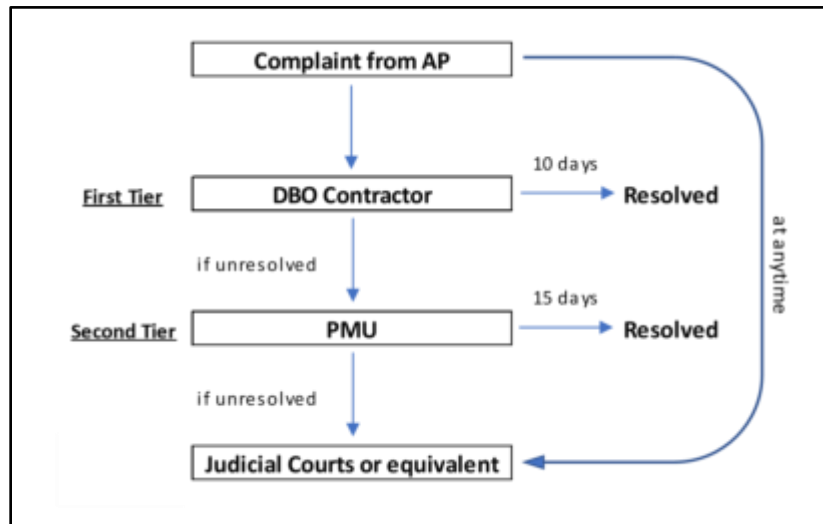 Complaint from AP
10 days
First Tier
DBO Contractor
Resolved
if unresolved
15 days
Second Tier
PMU
Resolved
if unresolved
Judicial Courts or equivalent
at anytime